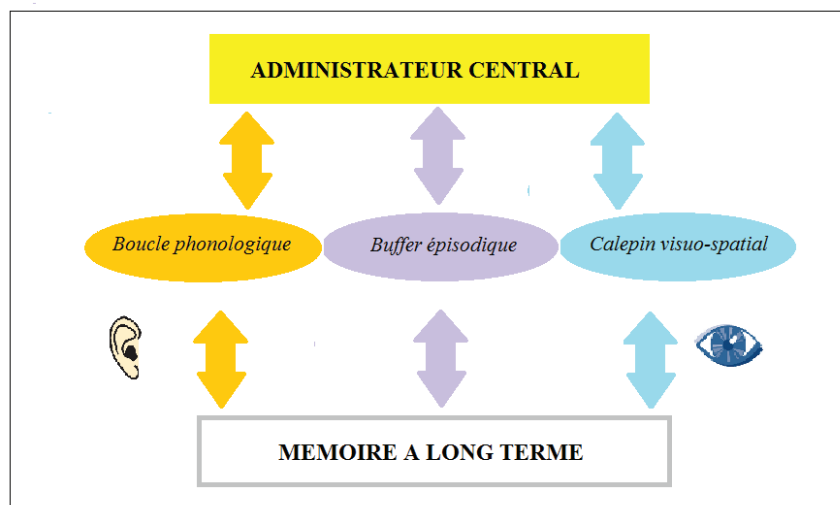 ADMINISTRATEUR CENTRAL
Boucle phonologique
Buffer épisodique
Calepin visuo-spatial
MEMOIRE A LONG TERME